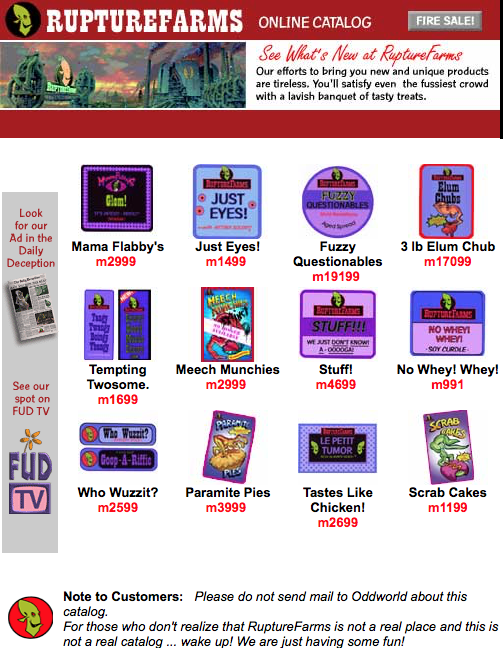 RUPTUREFARMS ONLINE CATALOG FIRE SALE!
See What's New at RuptureFarms
Our efforts to bring you new and unique products
are tireless. You'll satisfy even the fussiest crowd
with a lavish banquet of tasty treats.
Look
for our
Ad in the
Daily
Deception
See our
spot on
FUD TV
FUD
TV
Glom!
Mama Flabby's
m2999
RUPTUREFARMS
JUST
EYES!
Just Eyes!
m1499
RUPTUREFARMS
FUZZY
QUESTIONABLES
Aged Spread
Fuzzy
Questionables
m19199
Elum
Chubs
3 lb Elum Chub
m17099
Tempting
Twosome.
m1699
MEECH
MUNCHIES
Meech Munchies
m2999
RUPTUREFARMS
STUFF!!!
WE JUST DON'T KNOW!
A - OOOGA!
Stuff!
m4699
RUPTUREFARMS
NO WHEY!
WHEY!
- SOY CURDLE -
No Whey! Whey!
m991
Who Wuzzit?
Goop-A-Riffic
Who Wuzzit?
m2599
PARAMITE
PIES
Paramite Pies
m3999
LE PETIT
TUMOR
Tastes Like
Chicken!
m2699
SCRAB
CAKES
Scrab Cakes
m1199
Note to Customers: Please do not send mail to Oddworld about this
catalog.
For those who don't realize that RuptureFarms is not a real place and this is
not a real catalog ... wake up! We are just having some fun!